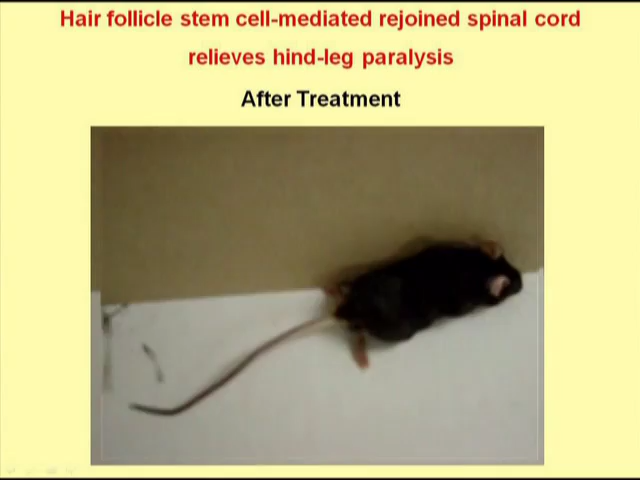 Hair follicle stem cell-mediated rejoined spinal cord
relieves hind-leg paralysis
After Treatment